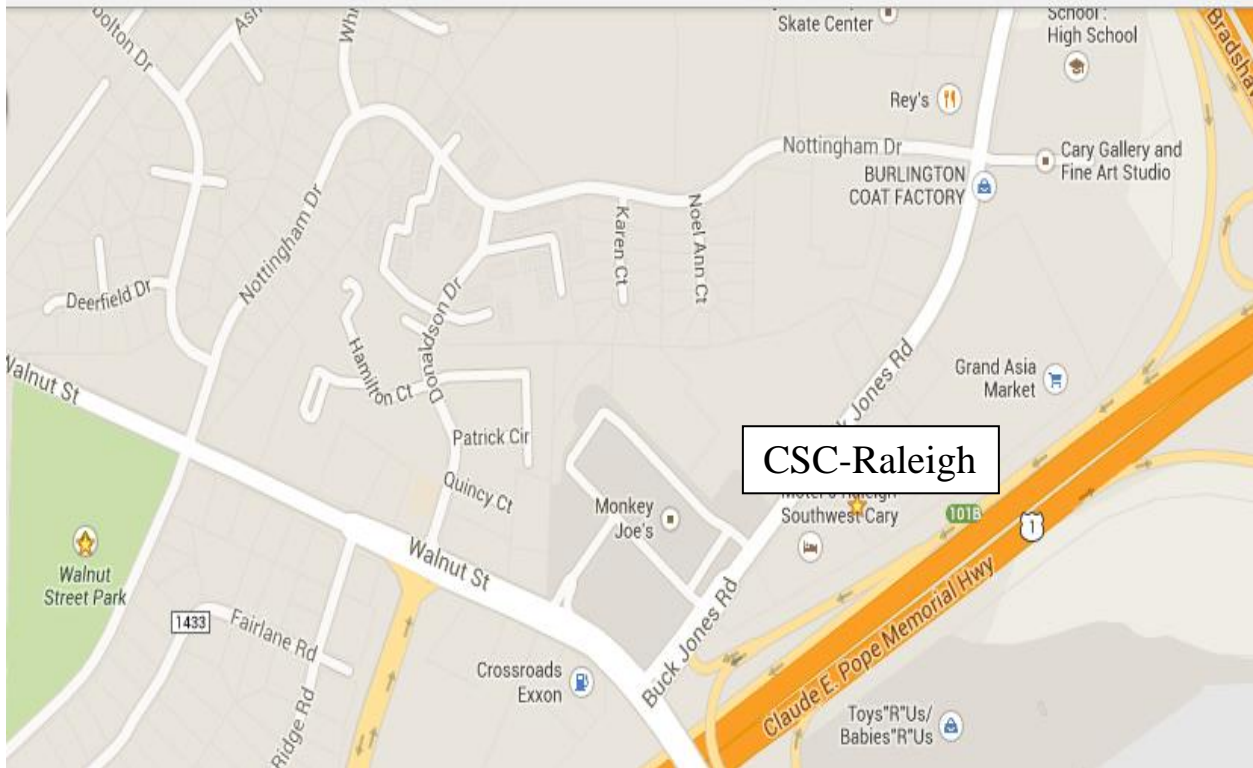 Skate Center
School :
High School
Bradshaw
Rey's
Nottingham Dr
Cary Gallery and
Fine Art Studio
BURLINGTON
COAT FACTORY
Karen Ct
Noel Ann Ct
Nottingham Dr
Deerfield Dr
Donaldson Dr
Hamilton Ct
Walnut St
Grand Asia
Market
Jones Rd
Patrick Cir
CSC-Raleigh
Quincy Ct
Monkey
Joe's
Southwest Cary
101B
1
Walnut
Street Park
Walnut St
Claude E. Pope Memorial Hwy
Buck Jones Rd
1433
Fairlane Rd
Crossroads
Exxon
Ridge Rd
Toys"R"Us/
Babies"R"Us